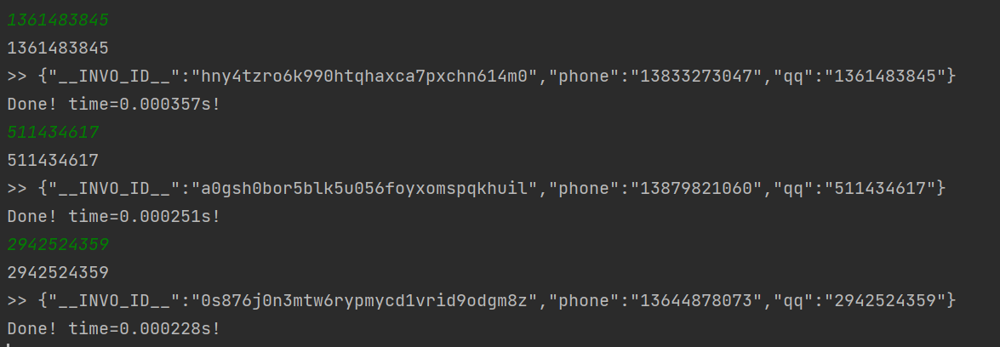 1361483845
1361483845
>> {"__INVO_ID__":"hny4tzro6k990htqhaxca7pxchn614m0","phone":"13833273047","qq":"1361483845"}
Done! time=0.000357s!
511434617
511434617
>> {"__INVO_ID__":"a0gsh0bor5blk5u056foyxomspqkhuil","phone":"13879821060","qq":"511434617"}
Done! time=0.000251s!
2942524359
2942524359
>> {"__INVO_ID__":"0s876j0n3mtw6rypmycd1vrid9odgm8z","phone":"13644878073","qq":"2942524359"}
Done! time=0.000228s!